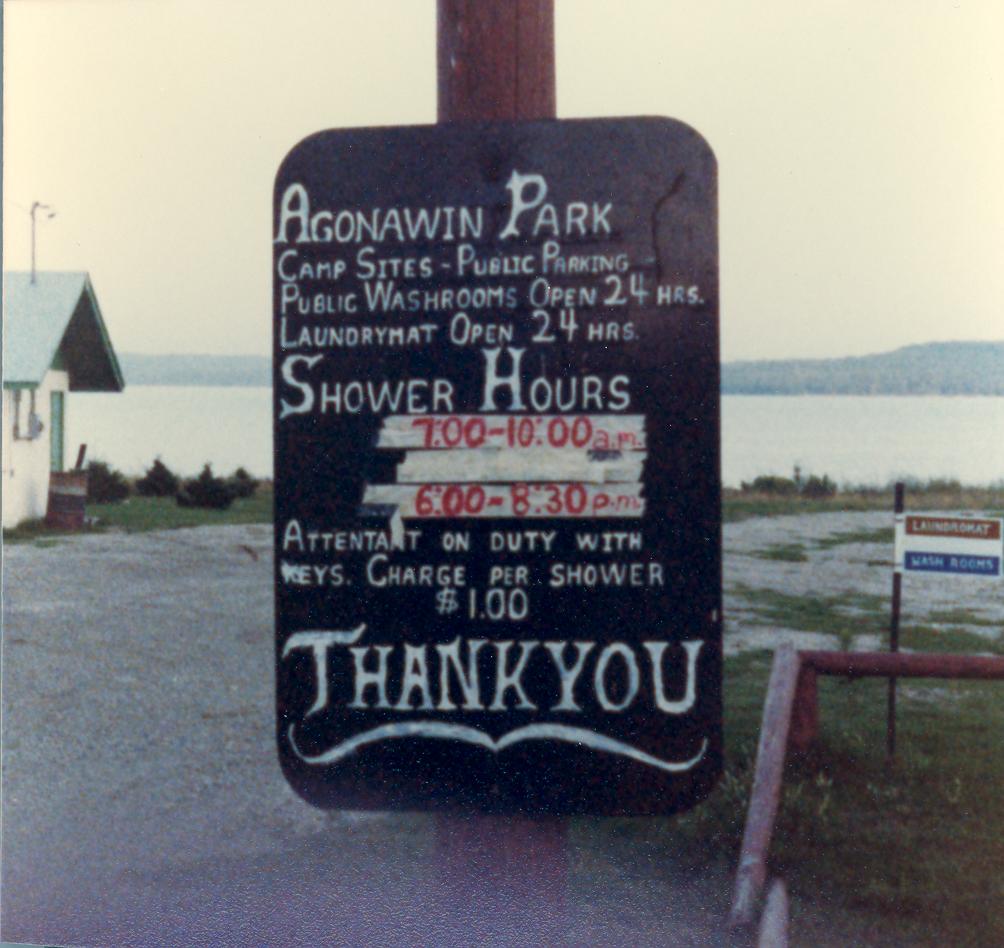 AGONAWIN PARK
CAMP SITES - PUBLIC PARKING
PUBLIC WASHROOMS OPEN 24 HRS.
LAUNDRYMAT OPEN 24 HRS.
SHOWER HOURS
7:00-10:00 a.m.
6:00-8:30 p.m.
ATTENTANT ON DUTY WITH
KEYS. CHARGE PER SHOWER
$1.00
THANKYOU
LAUNDROMAT
WASH ROOMS